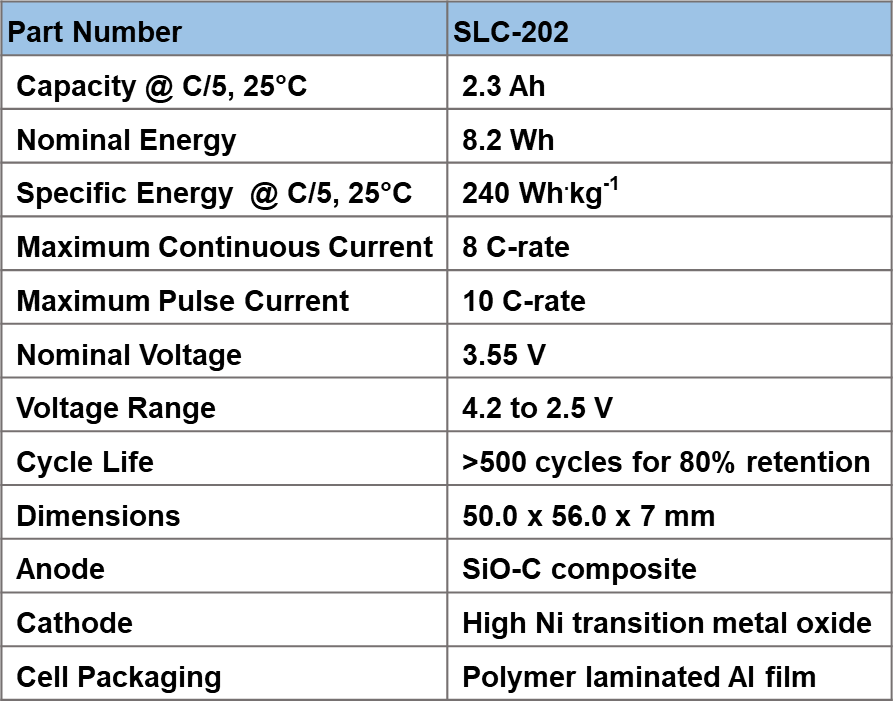 Part Number SLC-202
Capacity @ C/5, 25°C 2.3 Ah
Nominal Energy 8.2 Wh
Specific Energy @ C/5, 25°C 240 Wh·kg⁻¹
Maximum Continuous Current 8 C-rate
Maximum Pulse Current 10 C-rate
Nominal Voltage 3.55 V
Voltage Range 4.2 to 2.5 V
Cycle Life >500 cycles for 80% retention
Dimensions 50.0 x 56.0 x 7 mm
Anode SiO-C composite
Cathode High Ni transition metal oxide
Cell Packaging Polymer laminated Al film